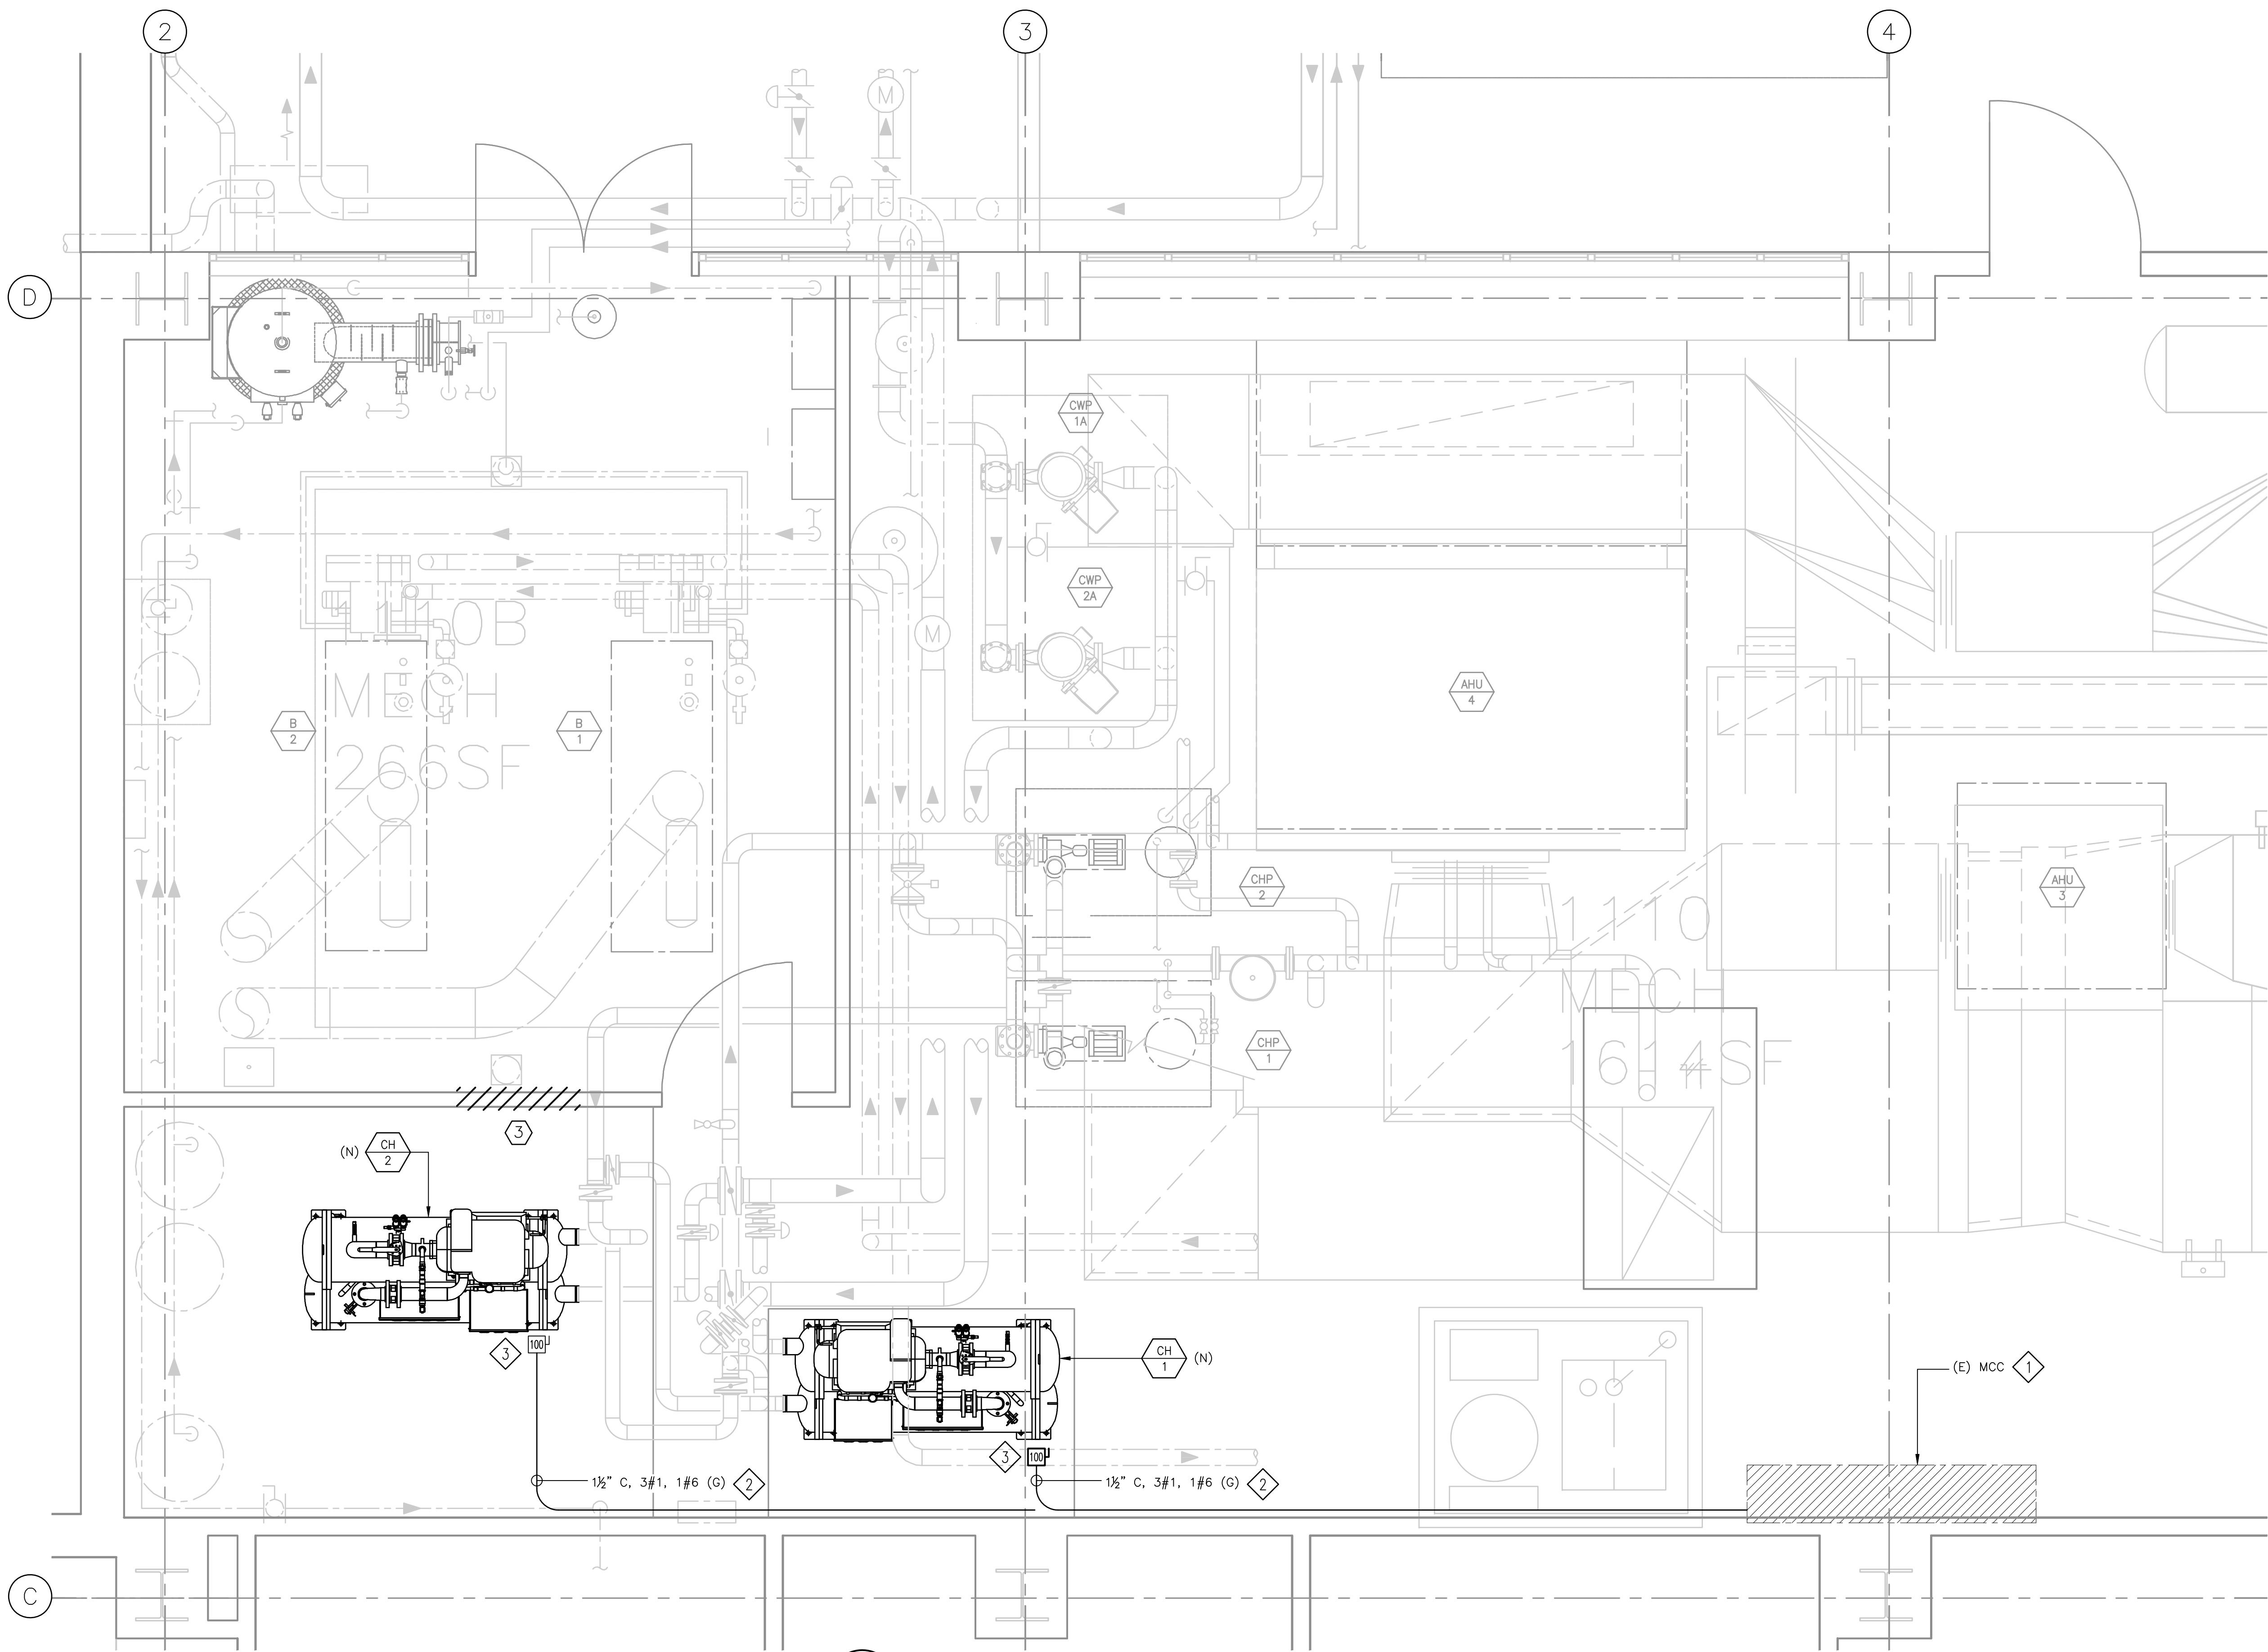 2
3
4
M
D
CWP
1A
CWP
2A
1110B
MECH
266SF
M
AHU
4
B
2
B
1
CHP
2
AHU
3
1110
MECH
1614SF
CHP
1
3
(N) CH
2
100
3
CH
1 (N)
(E) MCC 1
3
100
1½" C, 3#1, 1#6 (G) 2
1½" C, 3#1, 1#6 (G) 2
C